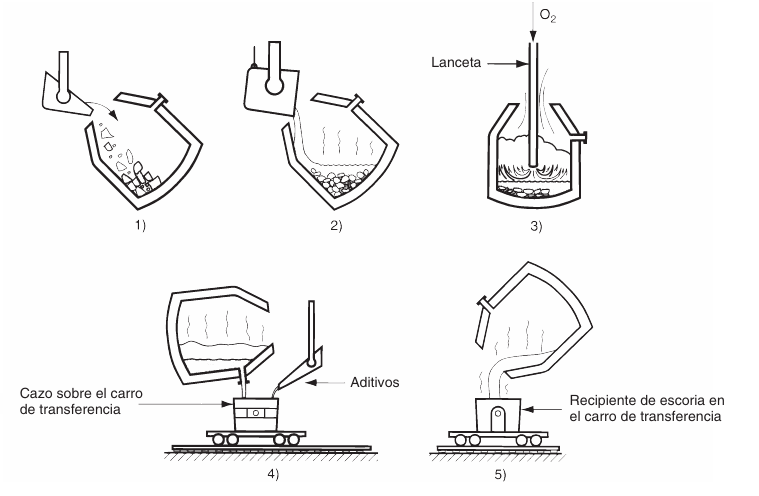 O₂
Lanceta
1)
2)
3)
Cazo sobre el carro
de transferencia
Aditivos
Recipiente de escoria en
el carro de transferencia
4)
5)